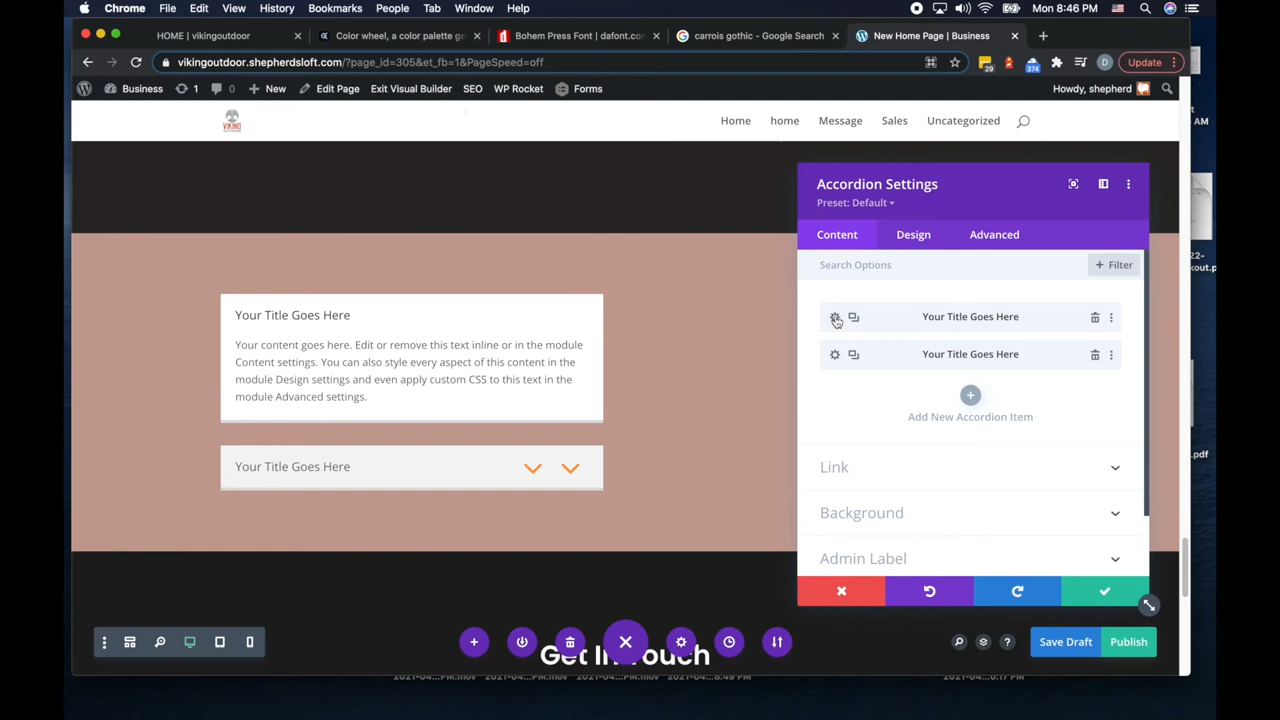 Chrome File Edit View History Bookmarks People Tab Window Help Mon 8:46 PM
HOME | vikingoutdoor Color wheel, a color palette ge Bohem Press Font | dafont.com carrois gothic - Google Search New Home Page | Business
vikingoutdoor.shepherdsloft.com/?page_id=305&et_fb=1&PageSpeed=off 29 374 D Update
Business 1 0 New Edit Page Exit Visual Builder SEO WP Rocket Forms Howdy, shepherd
VIKING Home home Message Sales Uncategorized
Accordion Settings
Preset: Default
Content Design Advanced
Search Options + Filter
Your Title Goes Here
Your Title Goes Here
Add New Accordion Item
Link
Background
Admin Label
Your Title Goes Here
Your content goes here. Edit or remove this text inline or in the module
Content settings. You can also style every aspect of this content in the
module Design settings and even apply custom CSS to this text in the
module Advanced settings.
Your Title Goes Here
Get In Touch
Save Draft Publish
AM
.pdf